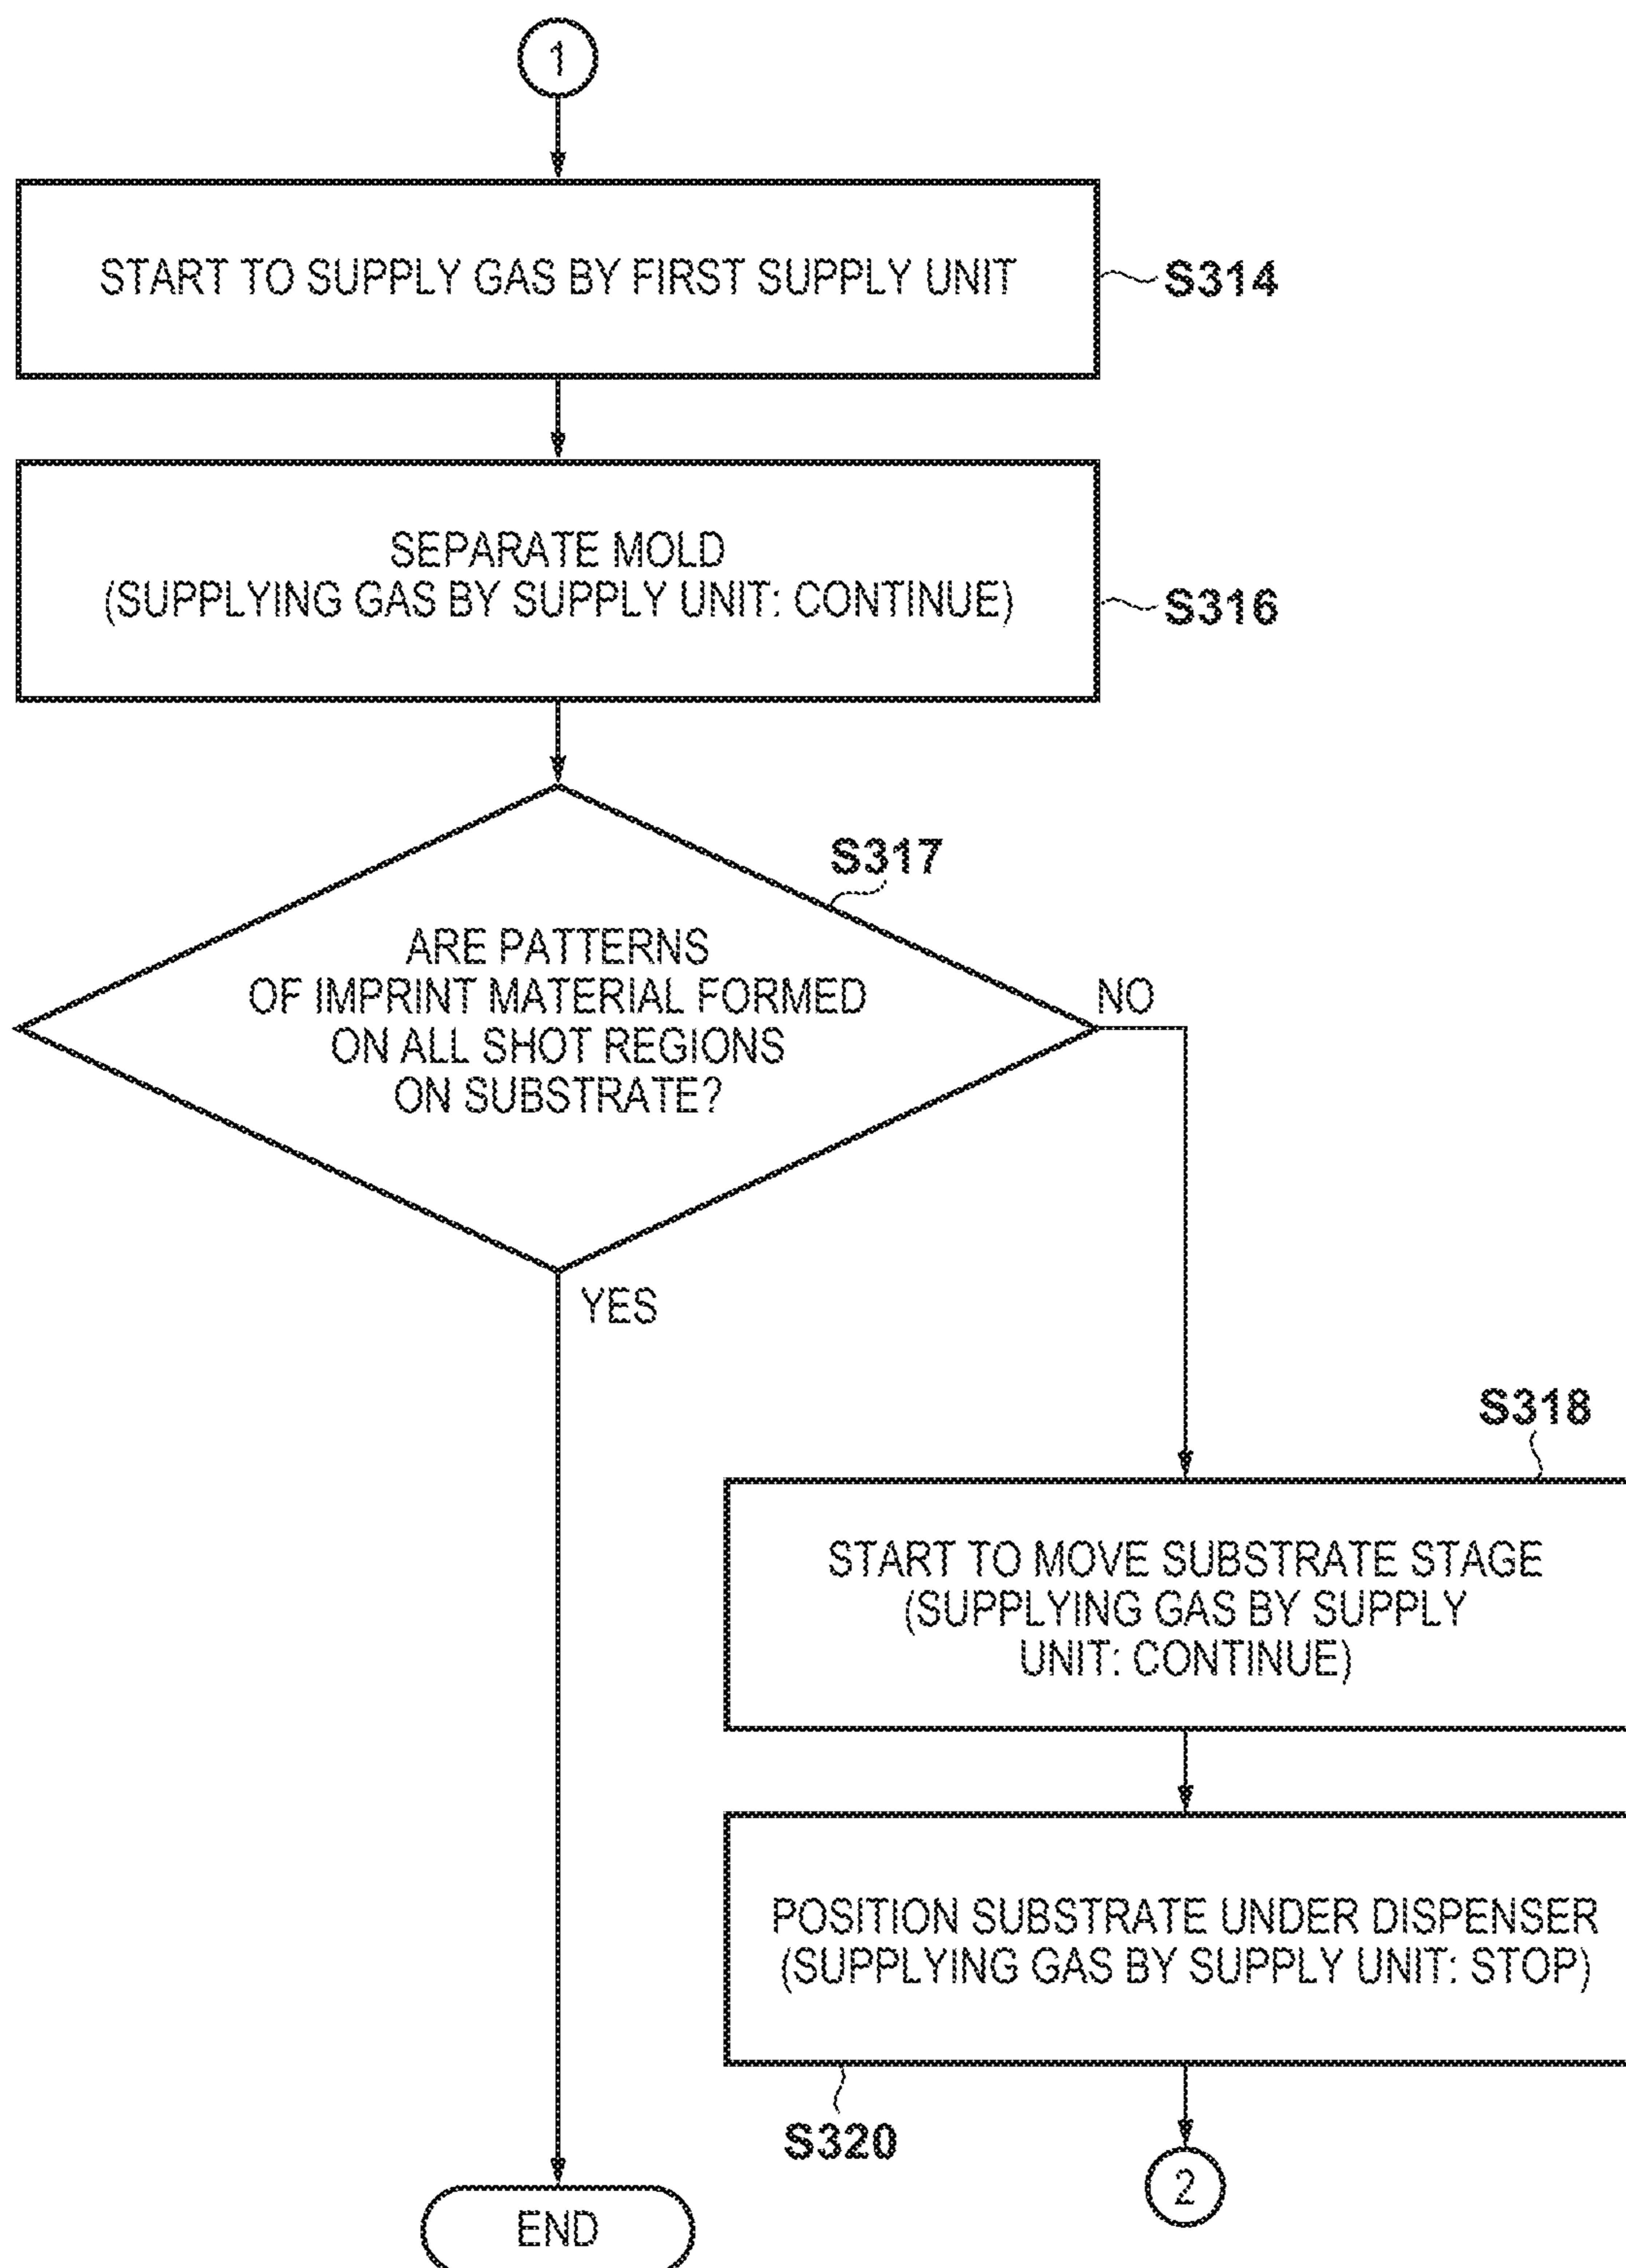 1
START TO SUPPLY GAS BY FIRST SUPPLY UNIT
S314
SEPARATE MOLD
(SUPPLYING GAS BY SUPPLY UNIT: CONTINUE)
S316
S317
ARE PATTERNS
OF IMPRINT MATERIAL FORMED
ON ALL SHOT REGIONS
ON SUBSTRATE?
NO
YES
S318
START TO MOVE SUBSTRATE STAGE
(SUPPLYING GAS BY SUPPLY
UNIT: CONTINUE)
POSITION SUBSTRATE UNDER DISPENSER
(SUPPLYING GAS BY SUPPLY UNIT: STOP)
S320
2
END